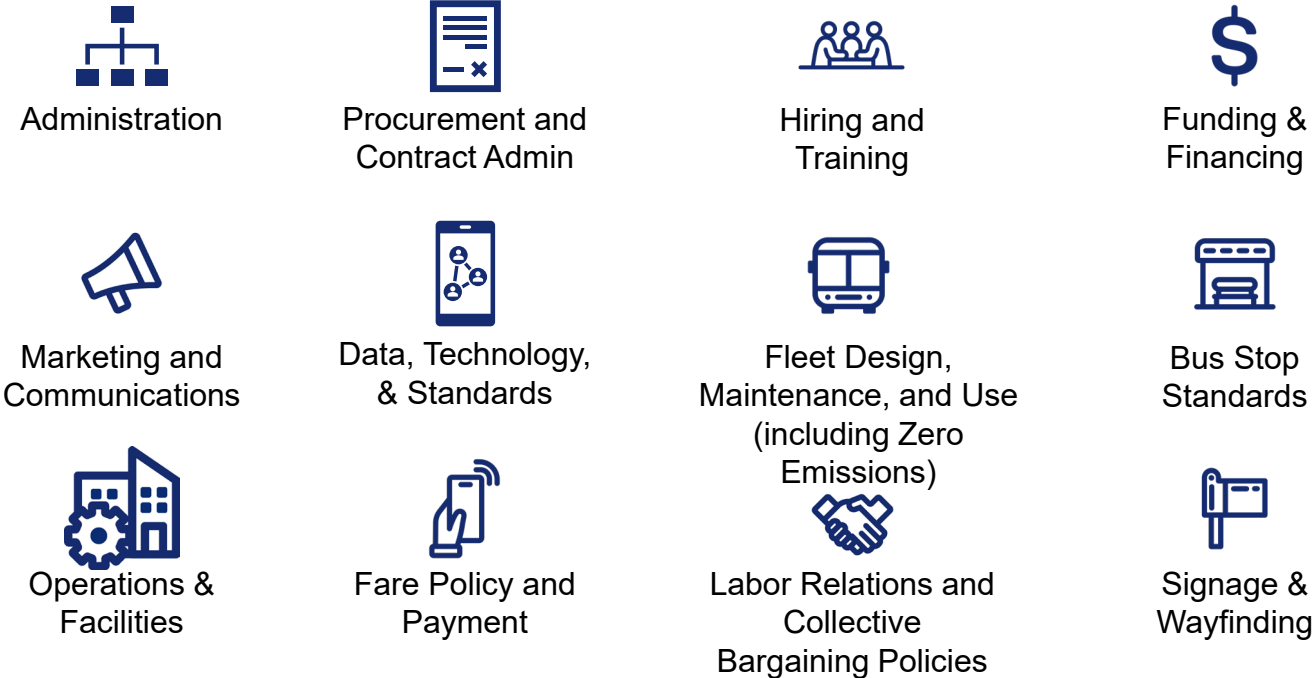 Administration
Procurement and
Contract Admin
Hiring and
Training
Funding &
Financing
Marketing and
Communications
Data, Technology,
& Standards
Fleet Design,
Maintenance, and Use
(including Zero
Emissions)
Bus Stop
Standards
Operations &
Facilities
Fare Policy and
Payment
Labor Relations and
Collective
Bargaining Policies
Signage &
Wayfinding